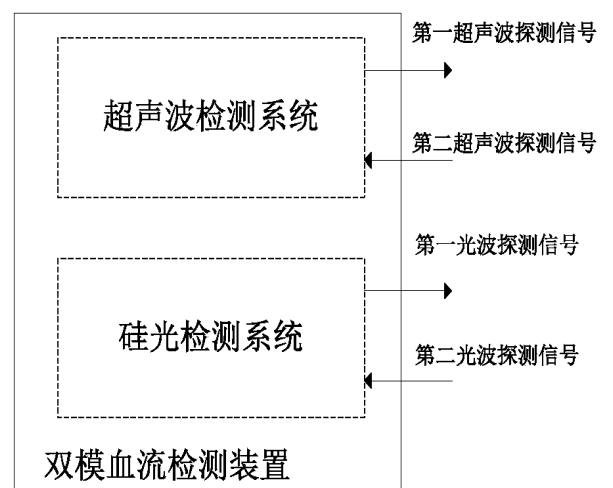 第一超声波探测信号
超声波检测系统
第二超声波探测信号
第一光波探测信号
硅光检测系统
第二光波探测信号
双模血流检测装置